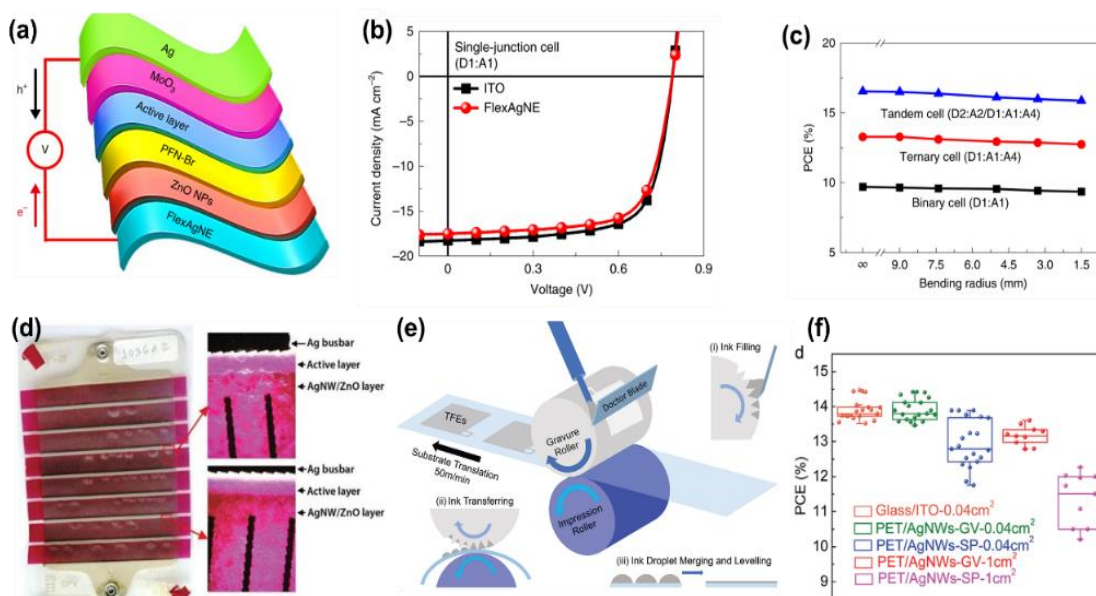 (a)
Ag
MoO₃
Active layer
PFN-Br
ZnO NPs
FlexAgNE
h⁺
V
e⁻
(b)
Single-junction cell
(D1:A1)
ITO
FlexAgNE
Current density (mA cm⁻²)
5
0
−5
−10
−15
−20
0
0.3
0.6
0.9
Voltage (V)
(c)
PCE (%)
20
15
10
5
Tandem cell (D2:A2/D1:A1:A4)
Ternary cell (D1:A1:A4)
Binary cell (D1:A1)
∞
9.0
7.5
6.0
4.5
3.0
1.5
Bending radius (mm)
(d)
Ag busbar
Active layer
AgNW/ZnO layer
Ag busbar
Active layer
AgNW/ZnO layer
(e)
TFEs
Substrate Translation
50m/min
Doctor Blade
Gravure
Roller
Impression
Roller
(i) Ink Filling
(ii) Ink Transferring
(iii) Ink Droplet Merging and Levelling
(f)
d
PCE (%)
15
14
13
12
11
10
9
Glass/ITO-0.04cm²
PET/AgNWs-GV-0.04cm²
PET/AgNWs-SP-0.04cm²
PET/AgNWs-GV-1cm²
PET/AgNWs-SP-1cm²